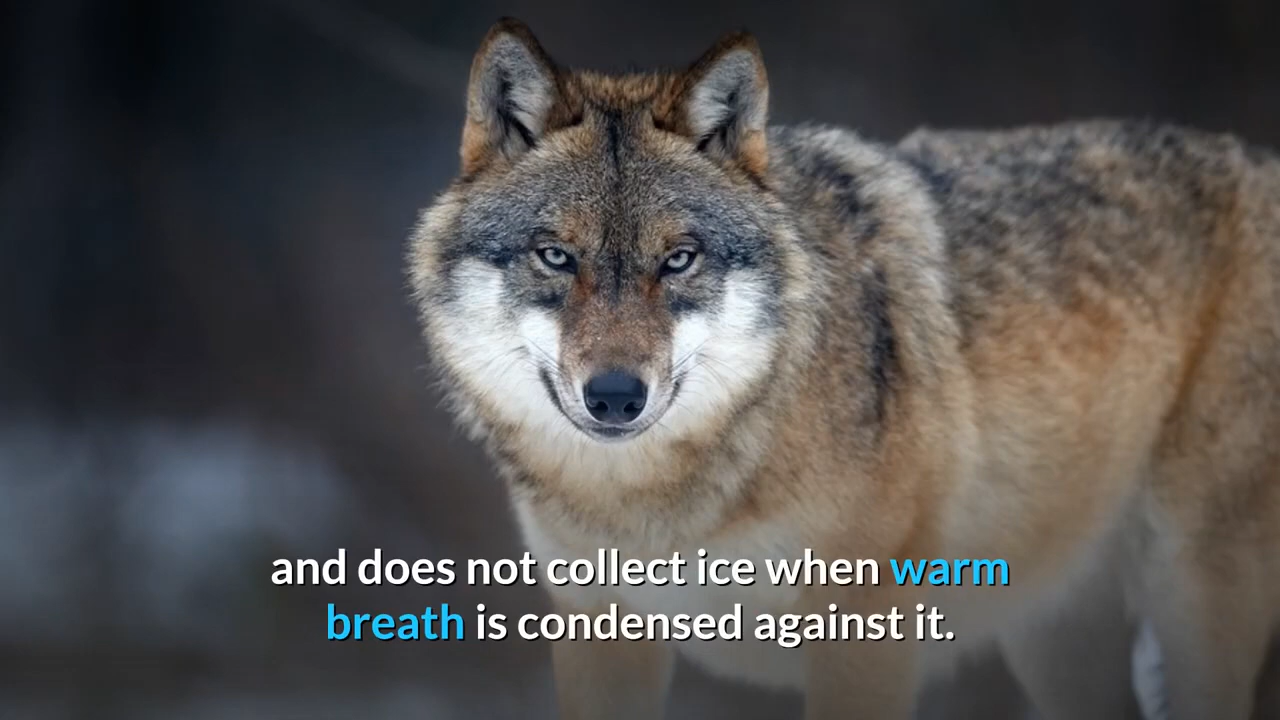 and does not collect ice when warm
breath is condensed against it.